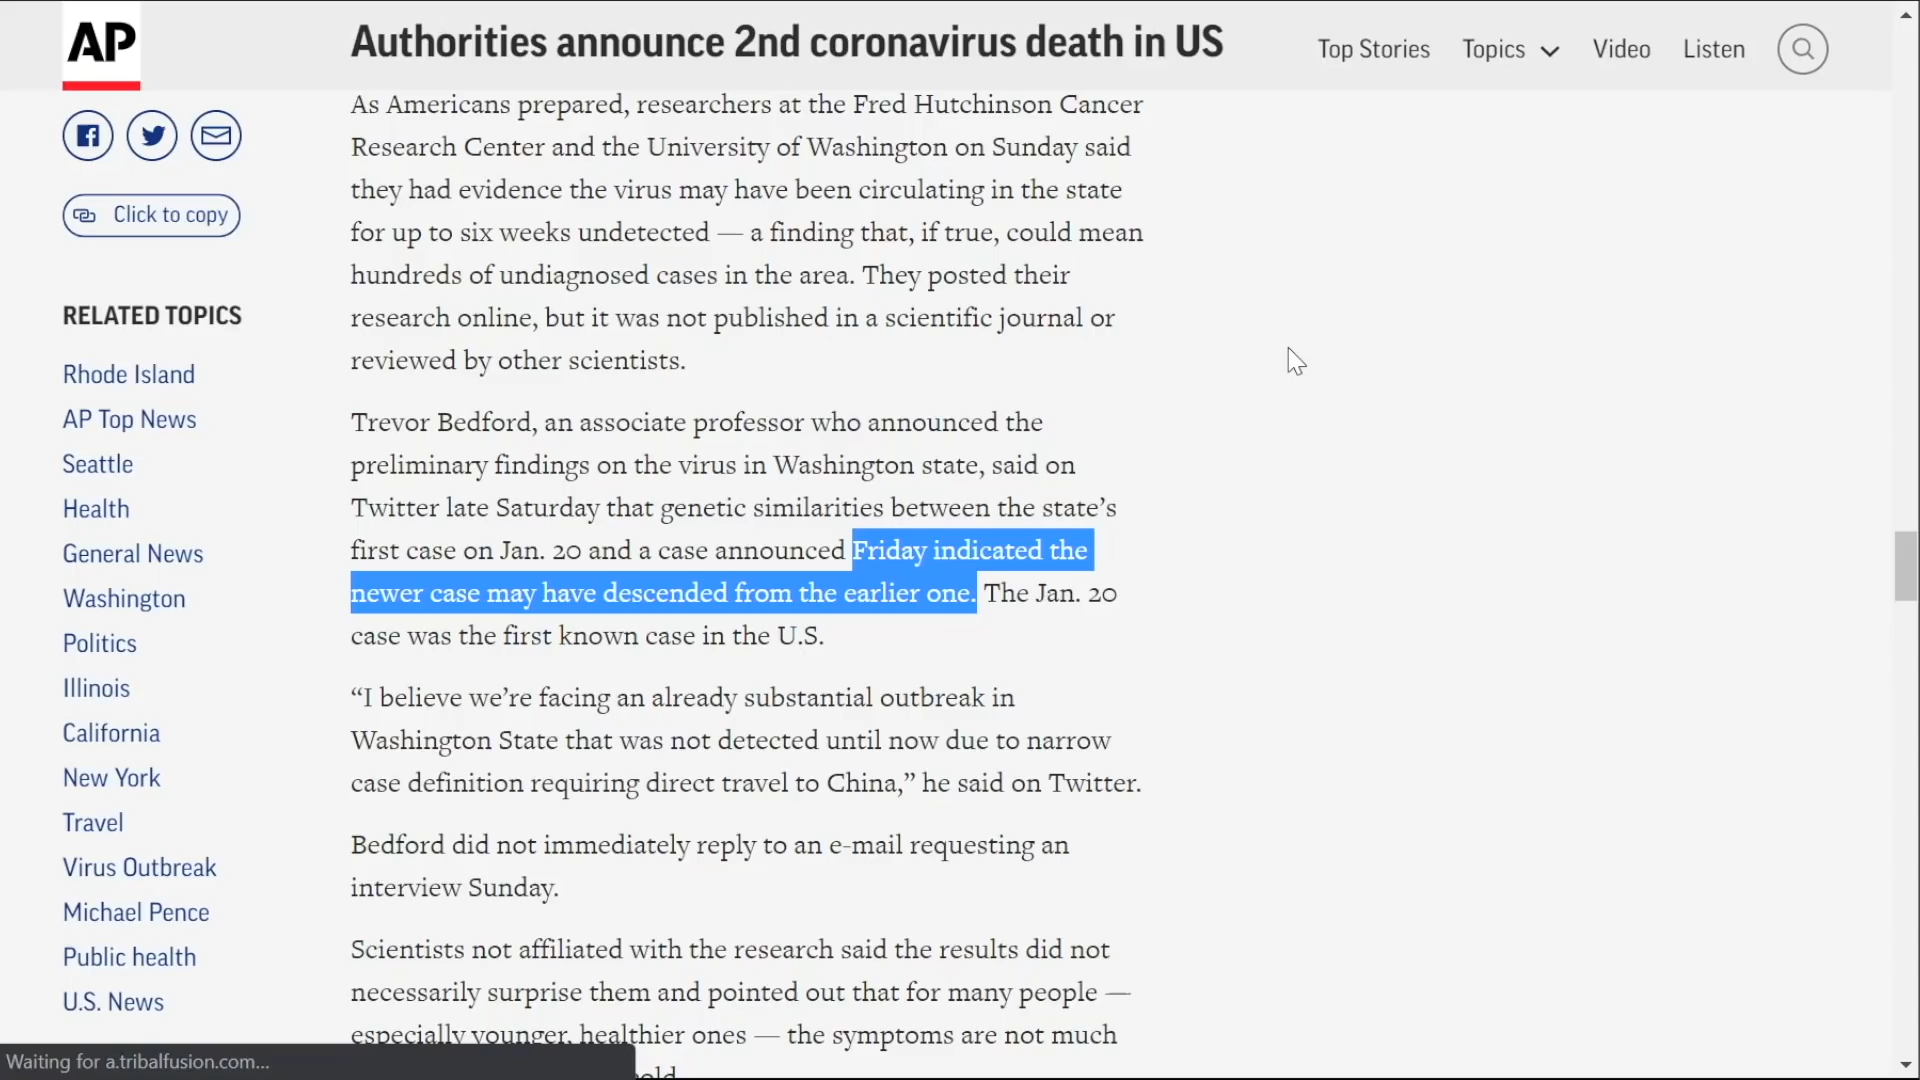 AP
Authorities announce 2nd coronavirus death in US
Top Stories
Topics
Video
Listen
Click to copy
RELATED TOPICS
Rhode Island
AP Top News
Seattle
Health
General News
Washington
Politics
Illinois
California
New York
Travel
Virus Outbreak
Michael Pence
Public health
U.S. News
As Americans prepared, researchers at the Fred Hutchinson Cancer
Research Center and the University of Washington on Sunday said
they had evidence the virus may have been circulating in the state
for up to six weeks undetected — a finding that, if true, could mean
hundreds of undiagnosed cases in the area. They posted their
research online, but it was not published in a scientific journal or
reviewed by other scientists.
Trevor Bedford, an associate professor who announced the
preliminary findings on the virus in Washington state, said on
Twitter late Saturday that genetic similarities between the state’s
first case on Jan. 20 and a case announced Friday indicated the
newer case may have descended from the earlier one. The Jan. 20
case was the first known case in the U.S.
“I believe we’re facing an already substantial outbreak in
Washington State that was not detected until now due to narrow
case definition requiring direct travel to China,” he said on Twitter.
Bedford did not immediately reply to an e-mail requesting an
interview Sunday.
Scientists not affiliated with the research said the results did not
necessarily surprise them and pointed out that for many people —
especially younger, healthier ones — the symptoms are not much
Waiting for a.tribalfusion.com...